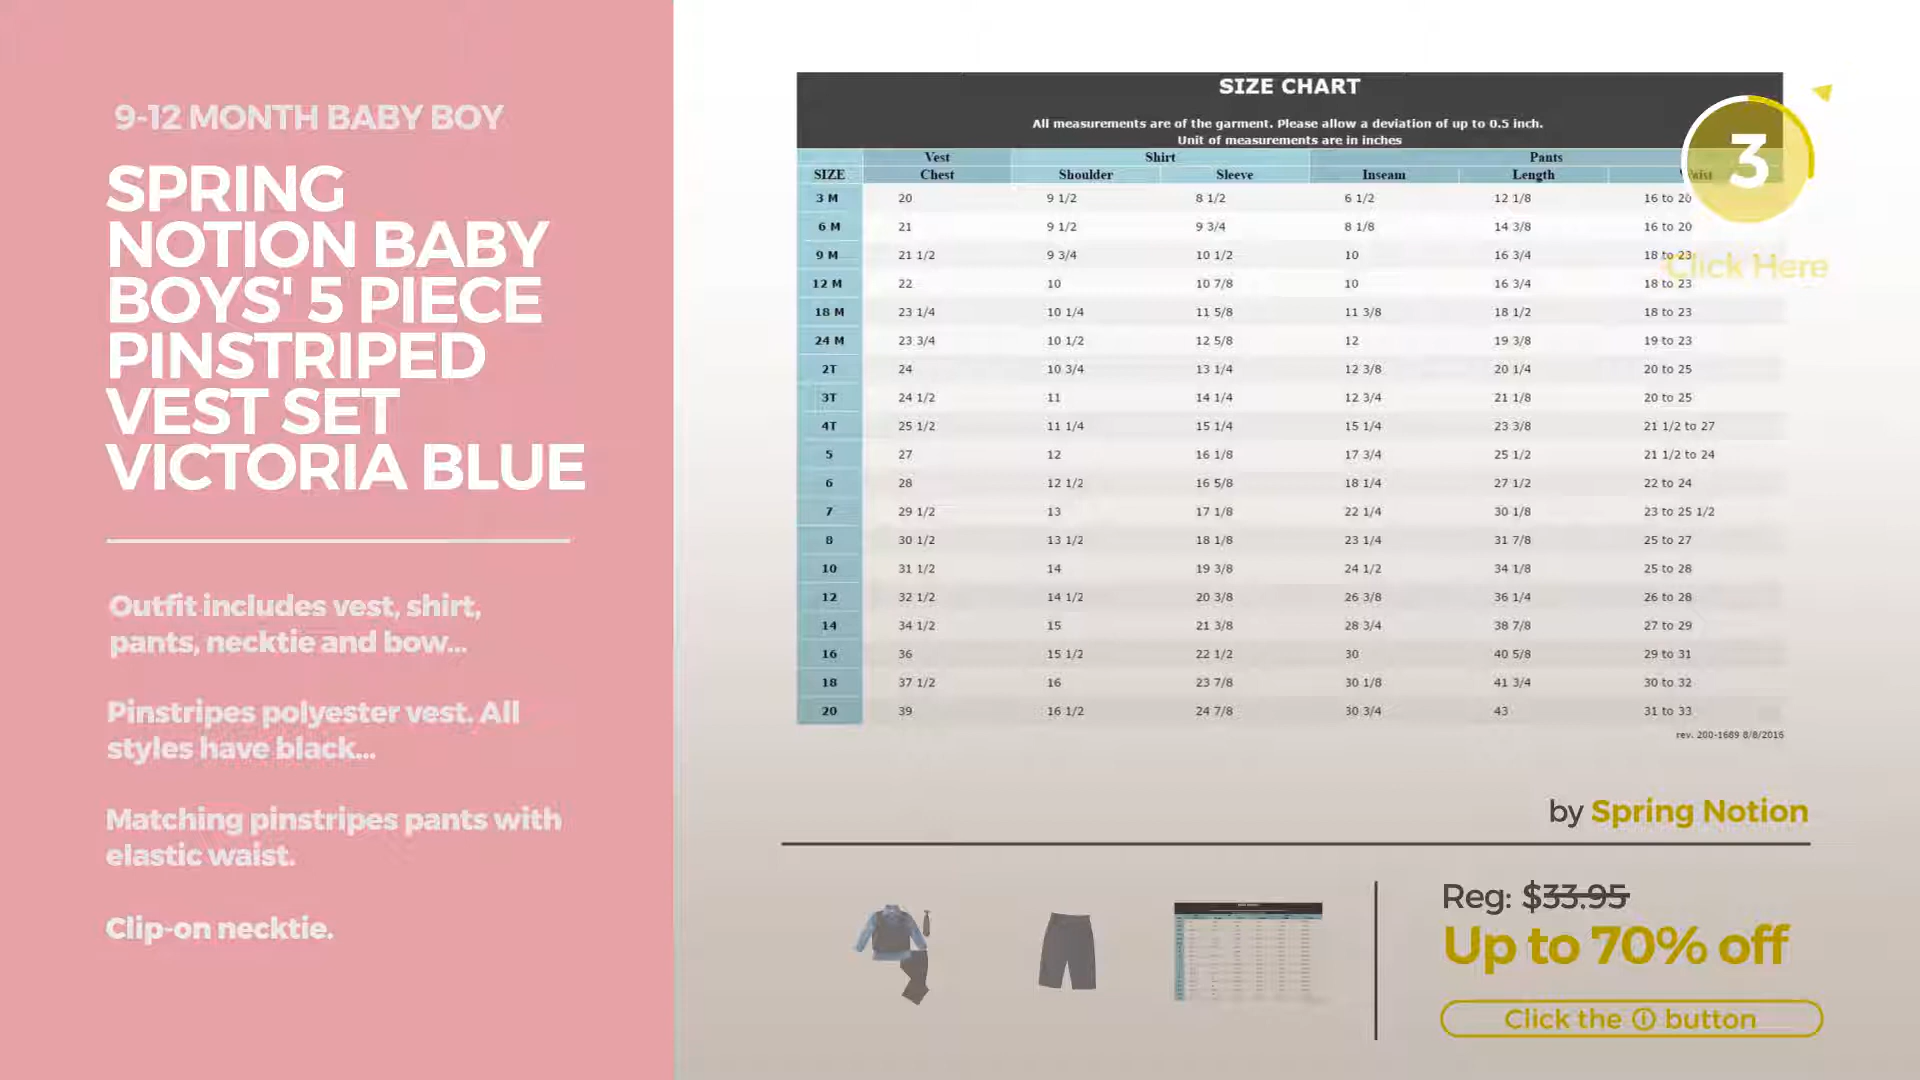 9-12 MONTH BABY BOY
SPRING
NOTION BABY
BOYS' 5 PIECE
PINSTRIPED
VEST SET
VICTORIA BLUE
Outfit includes vest, shirt,
pants, necktie and bow...
Pinstripes polyester vest. All
styles have black...
Matching pinstripes pants with
elastic waist.
Clip-on necktie.
SIZE CHART
All measurements are of the garment. Please allow a deviation of up to 0.5 inch.
Unit of measurements are in inches
3
Click Here
Vest Shirt Pants
SIZE Chest Shoulder Sleeve Inseam Length
3 M 20 9 1/2 8 1/2 6 1/2 12 1/8 16 to 20
6 M 21 9 1/2 9 3/4 8 1/8 14 3/8 16 to 20
9 M 21 1/2 9 3/4 10 1/2 10 16 3/4 18 to 23
12 M 22 10 10 7/8 10 16 3/4 18 to 23
18 M 23 1/4 10 1/4 11 5/8 11 3/8 18 1/2 18 to 23
24 M 23 3/4 10 1/2 12 5/8 12 19 3/8 19 to 23
2T 24 10 3/4 13 1/4 12 3/8 20 1/4 20 to 25
3T 24 1/2 11 14 1/4 12 3/4 21 1/8 20 to 25
4T 25 1/2 11 1/4 15 1/4 15 1/4 23 3/8 21 1/2 to 27
5 27 12 16 1/8 17 3/4 25 1/2 21 1/2 to 24
6 28 12 1/2 16 5/8 18 1/4 27 1/2 22 to 24
7 29 1/2 13 17 1/8 22 1/4 30 1/8 23 to 25 1/2
8 30 1/2 13 1/2 18 1/8 23 1/4 31 7/8 25 to 27
10 31 1/2 14 19 3/8 24 1/2 34 1/8 25 to 28
12 32 1/2 14 1/2 20 3/8 26 3/8 36 1/4 26 to 28
14 34 1/2 15 21 3/8 28 3/4 38 7/8 27 to 29
16 36 15 1/2 22 1/2 30 40 5/8 29 to 31
18 37 1/2 16 23 7/8 30 1/8 41 3/4 30 to 32
20 39 16 1/2 24 7/8 30 3/4 43 31 to 33
rev. 200-1689 8/8/2016
by Spring Notion
Reg: $33.95
Up to 70% off
Click the ⓘ button